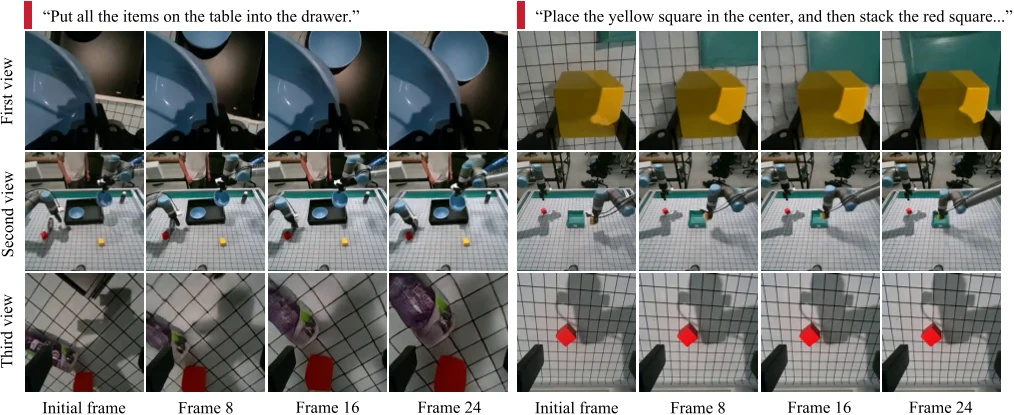 “Put all the items on the table into the drawer.”
“Place the yellow square in the center, and then stack the red square...”
First view
Second view
Third view
Initial frame
Frame 8
Frame 16
Frame 24
Initial frame
Frame 8
Frame 16
Frame 24